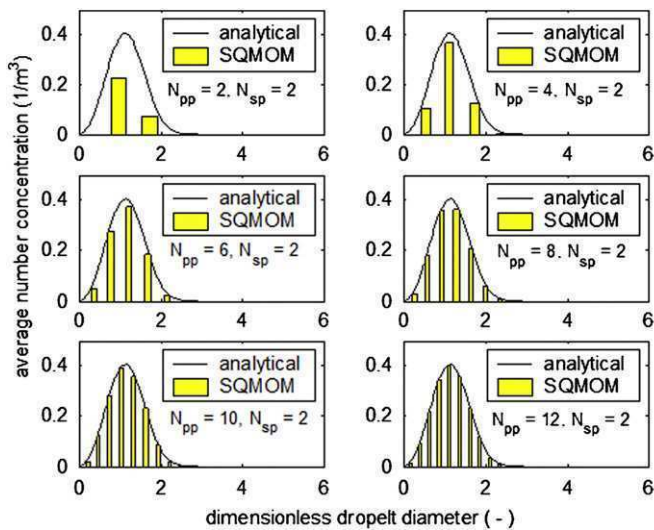 average number concentration (1/m³)
0.4
0.2
0
0 2 4 6
analytical
SQMOM
N_pp = 2, N_sp = 2
0.4
0.2
0
0 2 4 6
analytical
SQMOM
N_pp = 4, N_sp = 2
0.4
0.2
0
0 2 4 6
analytical
SQMOM
N_pp = 6, N_sp = 2
0.4
0.2
0
0 2 4 6
analytical
SQMOM
N_pp = 8. N_sp = 2
0.4
0.2
0
0 2 4 6
analytical
SQMOM
N_pp = 10, N_sp = 2
0.4
0.2
0
0 2 4 6
analytical
SQMOM
N_pp = 12. N_sp = 2
dimensionless dropelt diameter ( - )